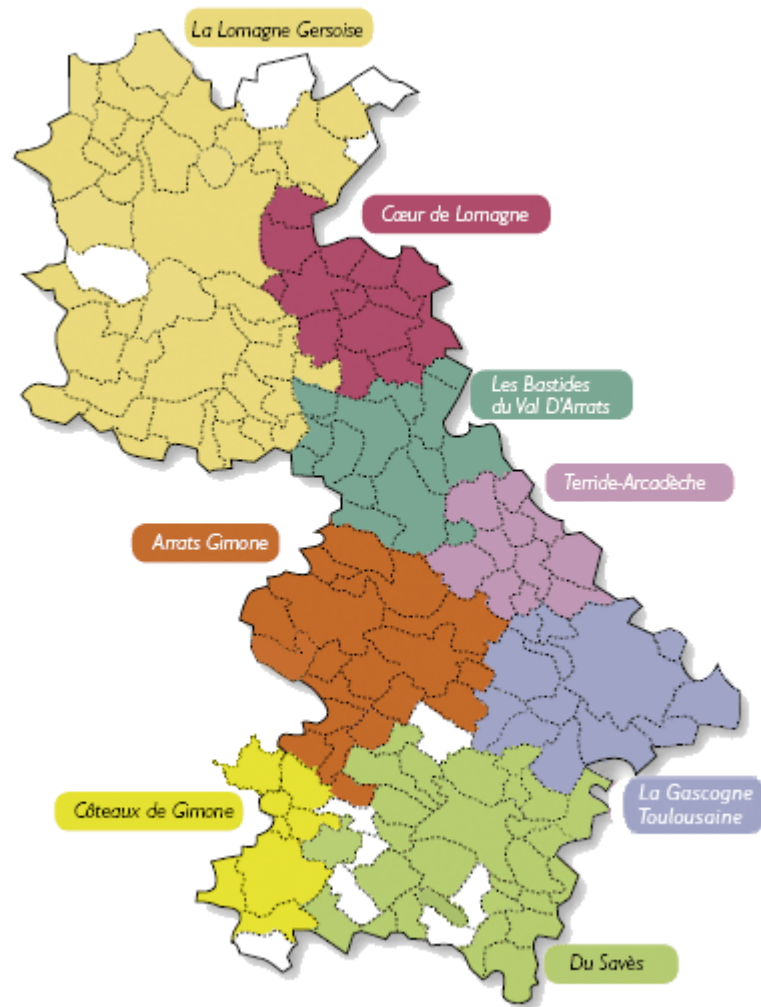 La Lomagne Gersoise
Cœur de Lomagne
Les Bastides
du Val D'Arrats
Terride-Arcadèche
Arrats Gimone
La Gascogne
Toulousaine
Côteaux de Gimone
Du Savès